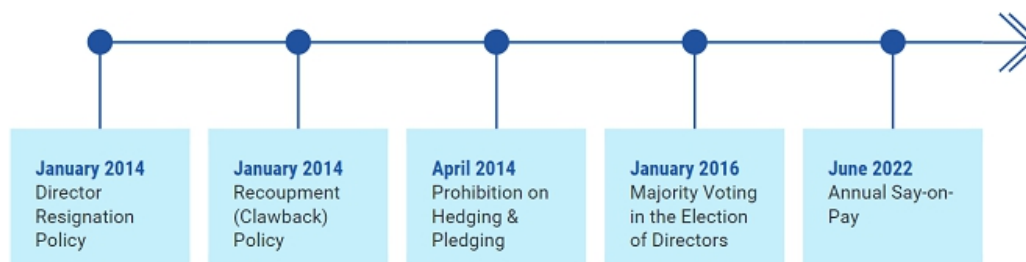 January 2014
Director
Resignation
Policy
January 2014
Recoupment
(Clawback)
Policy
April 2014
Prohibition on
Hedging &
Pledging
January 2016
Majority Voting
in the Election
of Directors
June 2022
Annual Say-on-
Pay